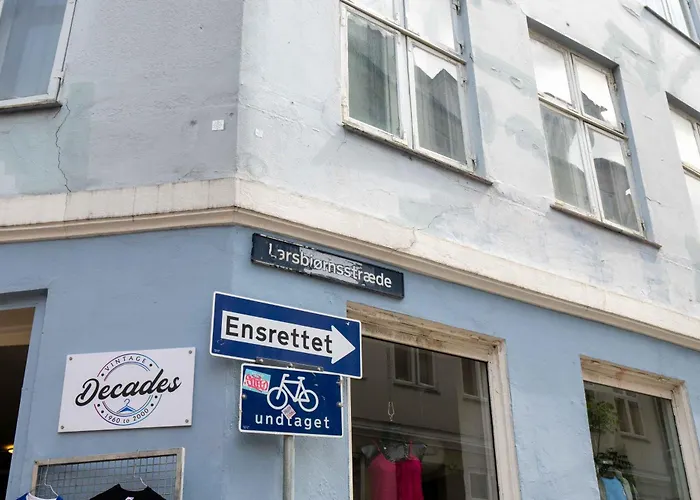 Larsbjørnsstræde
Ensrettet
undtaget
VINTAGE
Decades
1960 to 2000